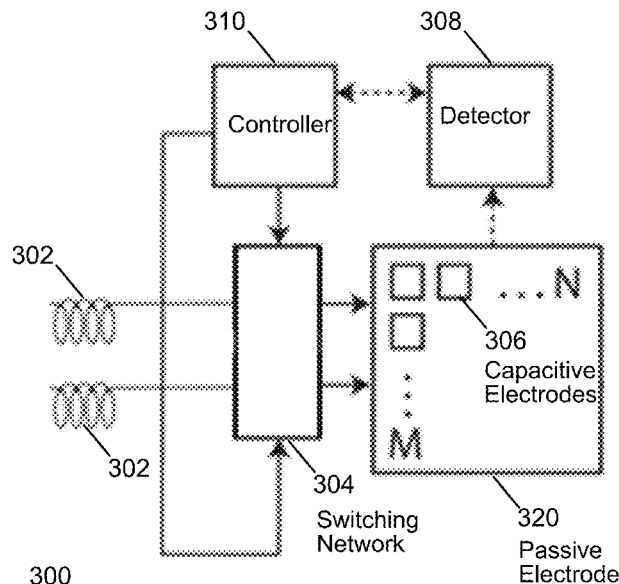 310
308
Controller
Detector
302
... N
306
Capacitive
Electrodes
M
302
304
Switching
Network
320
Passive
Electrode
300